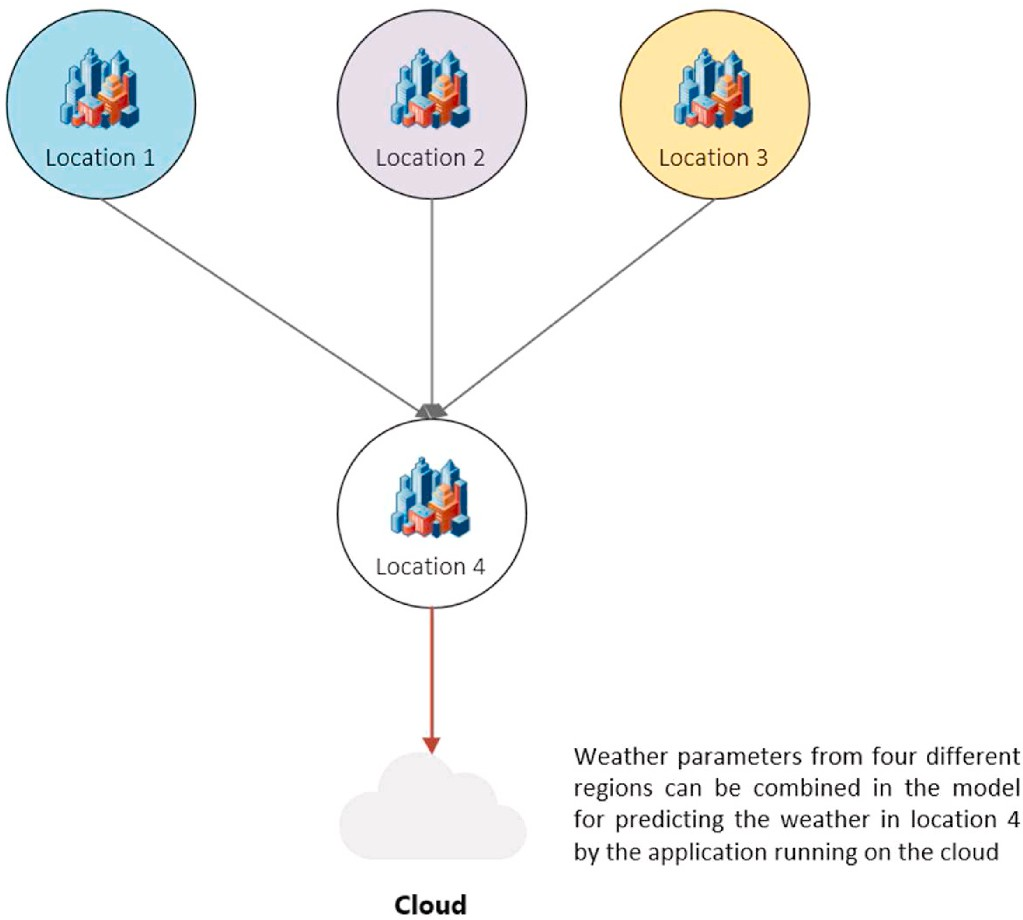 Location 1
Location 2
Location 3
Location 4
Weather parameters from four different
regions can be combined in the model
for predicting the weather in location 4
by the application running on the cloud
Cloud